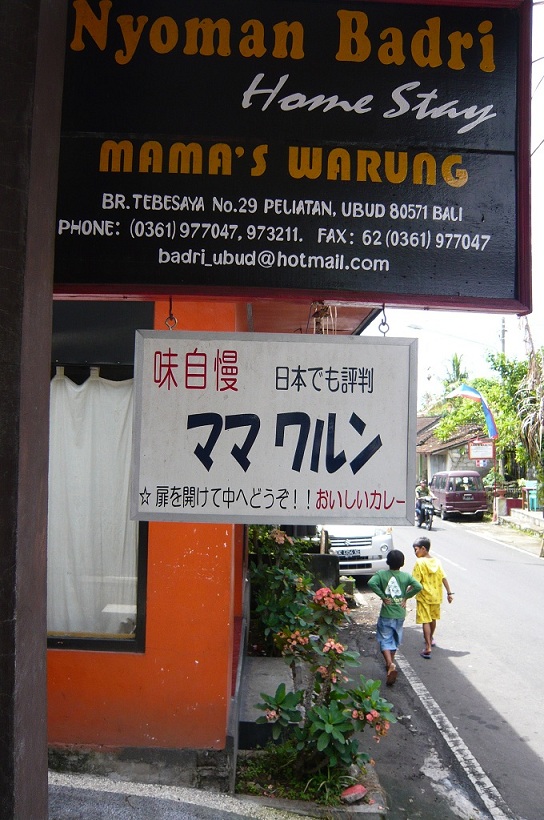 Nyoman Badri
Home Stay
MAMA'S WARUNG
BR. TEBESAYA No.29 PELIATAN, UBUD 80571 BALI
PHONE: (0361) 977047, 973211. FAX: 62 (0361) 977047
badri_ubud@hotmail.com
味自慢 日本でも評判
ママ ワルン
☆扉を開けて中へどうぞ!!おいしいカレー